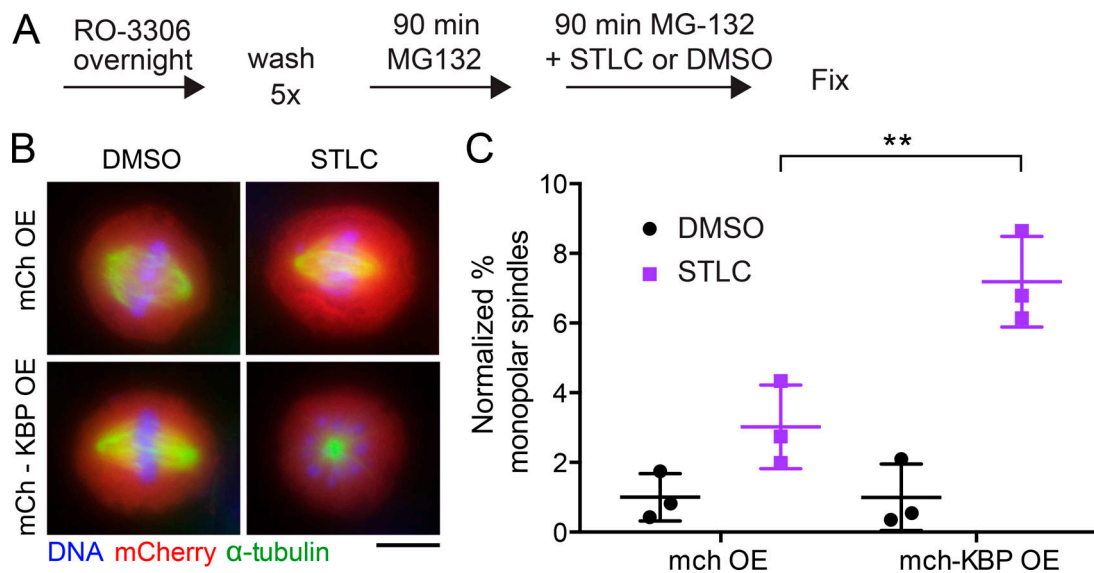 A
RO-3306
overnight
wash
5x
90 min
MG132
90 min MG-132
+ STLC or DMSO
Fix
B
DMSO
STLC
mCh OE
mCh - KBP OE
DNA mCherry α-tubulin
C
**
Normalized %
monopolar spindles
10
8
6
4
2
0
DMSO
STLC
mch OE
mch-KBP OE